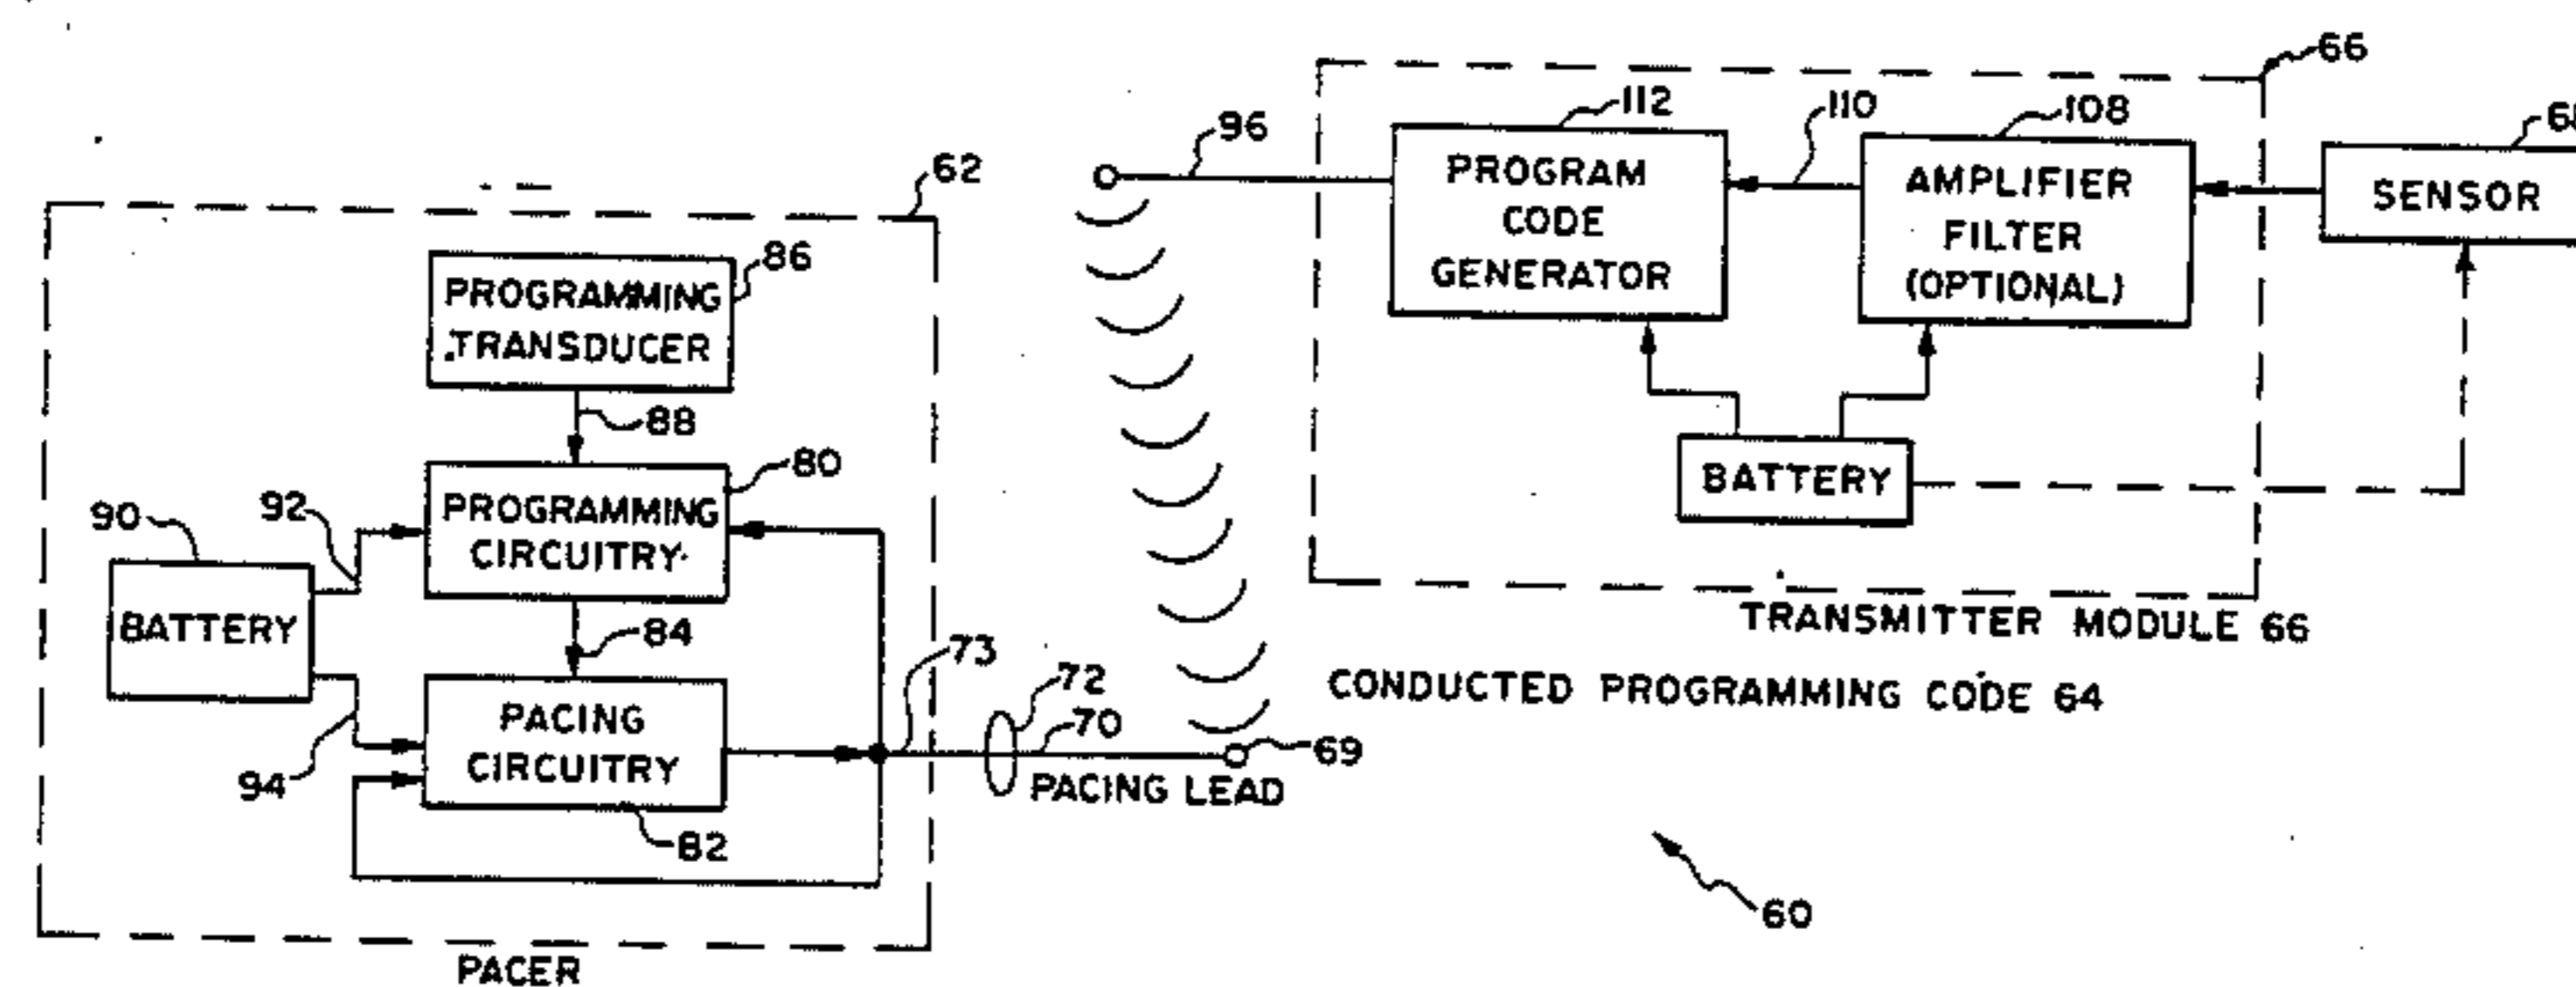 66
112
110
108
96
PROGRAM
CODE
GENERATOR
AMPLIFIER
FILTER
(OPTIONAL)
SENSOR
62
86
PROGRAMMING
TRANSDUCER
88
80
BATTERY
90
92
PROGRAMMING
CIRCUITRY
BATTERY
84
73
TRANSMITTER MODULE 66
72
CONDUCTED PROGRAMMING CODE 64
70
PACING
CIRCUITRY
69
94
PACING LEAD
82
60
PACER